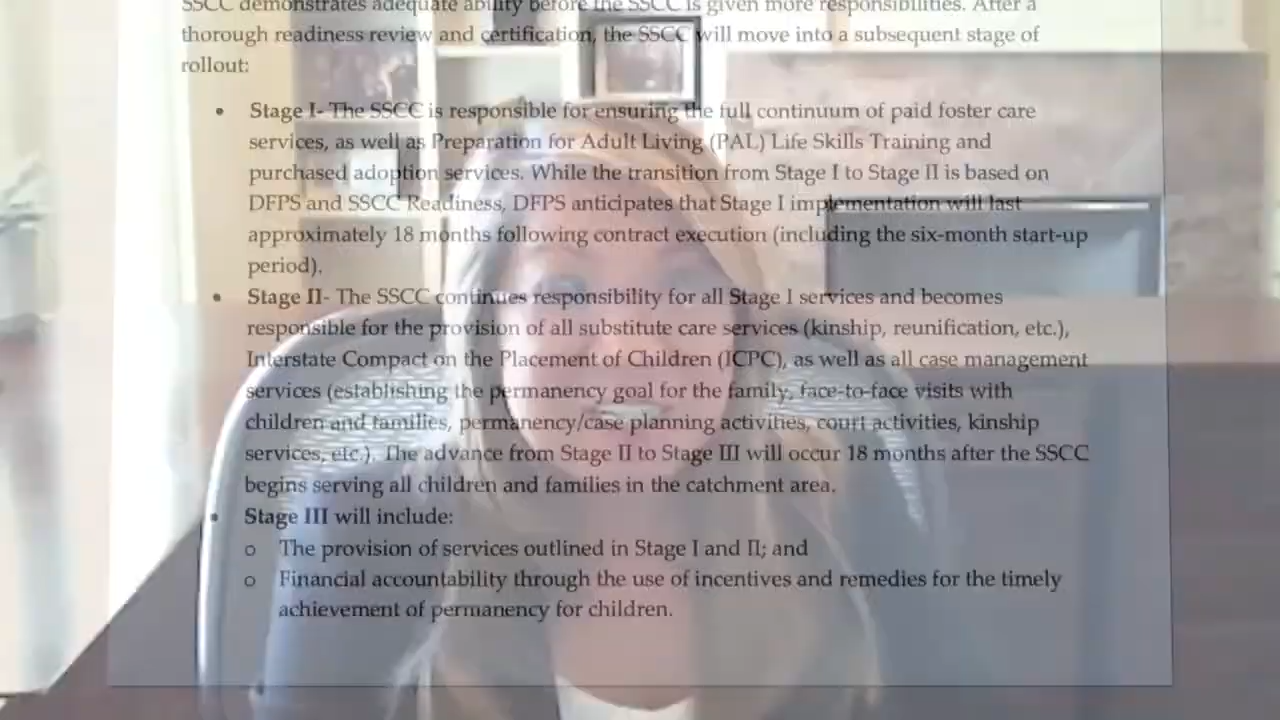 SSCC demonstrates adequate ability before the SSCC is given more responsibilities. After a
thorough readiness review and certification, the SSCC will move into a subsequent stage of
rollout:
• Stage I- The SSCC is responsible for ensuring the full continuum of paid foster care
services, as well as Preparation for Adult Living (PAL) Life Skills Training and
purchased adoption services. While the transition from Stage I to Stage II is based on
DFPS and SSCC Readiness, DFPS anticipates that Stage I implementation will last
approximately 18 months following contract execution (including the six-month start-up
period).
• Stage II- The SSCC continues responsibility for all Stage I services and becomes
responsible for the provision of all substitute care services (kinship, reunification, etc.),
Interstate Compact on the Placement of Children (ICPC), as well as all case management
services (establishing the permanency goal for the family, face-to-face visits with
children and families, permanency/case planning activities, court activities, kinship
services, etc.). The advance from Stage II to Stage III will occur 18 months after the SSCC
begins serving all children and families in the catchment area.
• Stage III will include:
o The provision of services outlined in Stage I and II; and
o Financial accountability through the use of incentives and remedies for the timely
achievement of permanency for children.